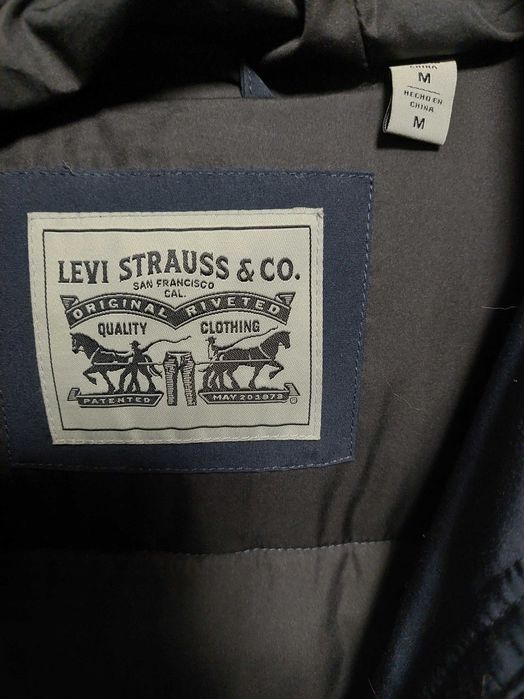 LEVI STRAUSS & CO.
SAN FRANCISCO
CAL.
ORIGINAL RIVETED
QUALITY CLOTHING
PATENTED MAY 20 1873
CHINA
M
HECHO EN
CHINA
M